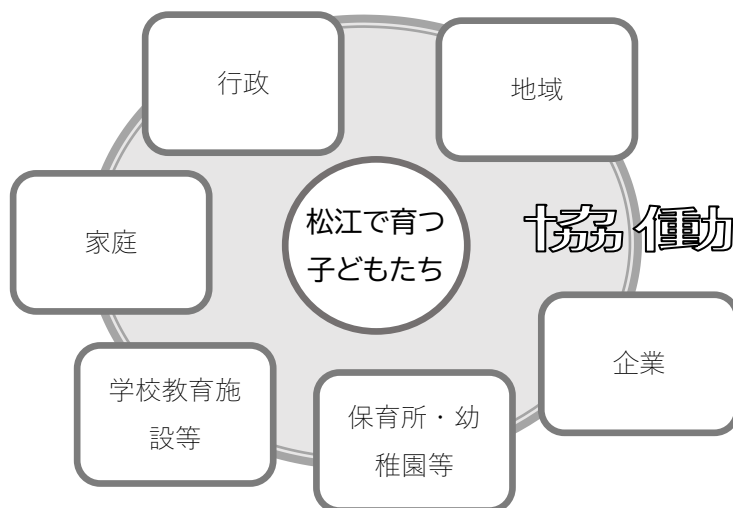 行政
地域
松江で育つ
子どもたち
協働
家庭
企業
学校教育施
設等
保育所・幼
稚園等